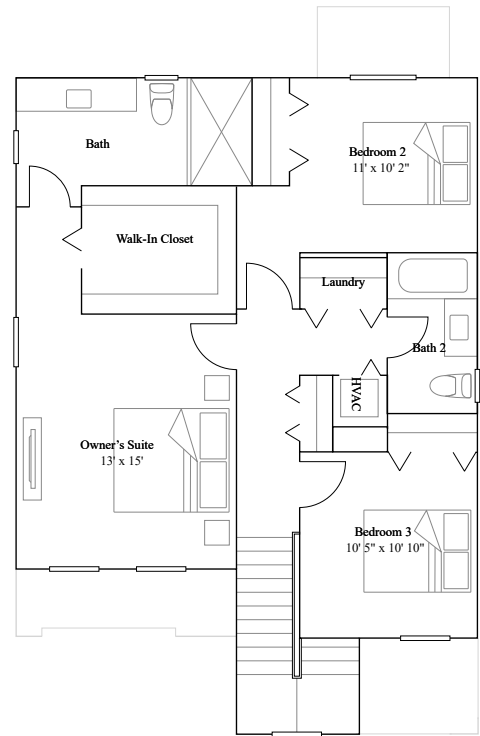 Bath
Bedroom 2
11' x 10' 2"
Walk-In Closet
Laundry
Bath 2
HVAC
Owner's Suite
13' x 15'
Bedroom 3
10' 5" x 10' 10"